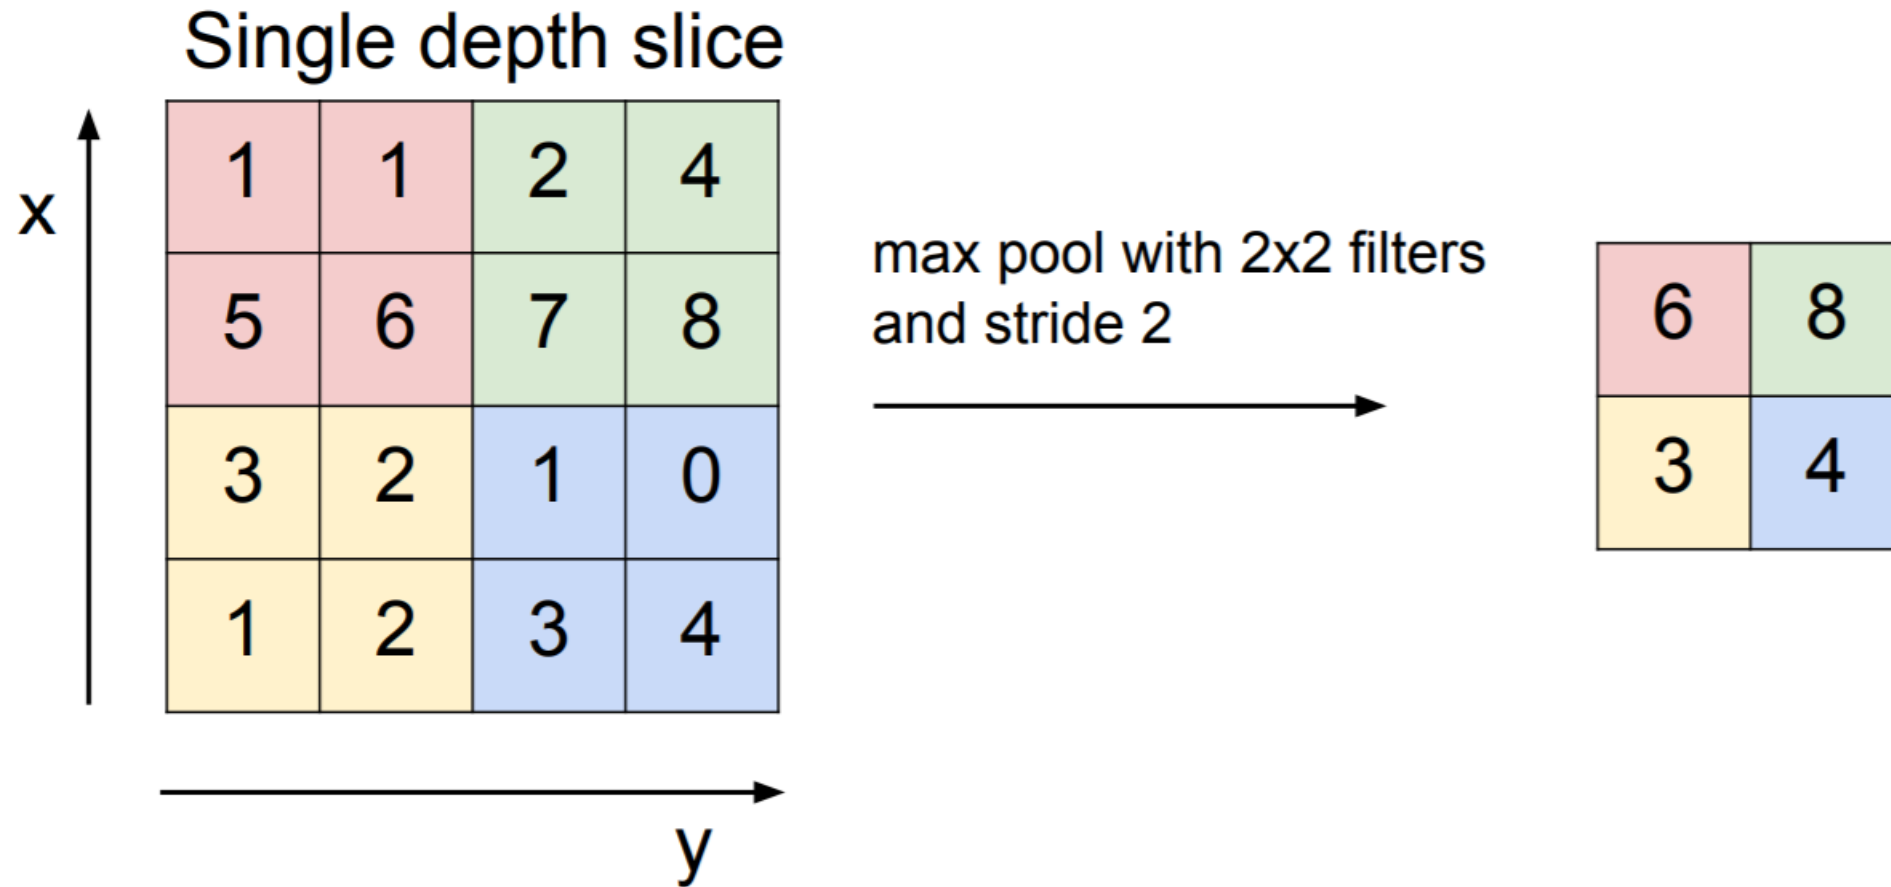 Single depth slice
x
1 1 2 4
5 6 7 8
3 2 1 0
1 2 3 4
y
max pool with 2x2 filters
and stride 2
6 8
3 4